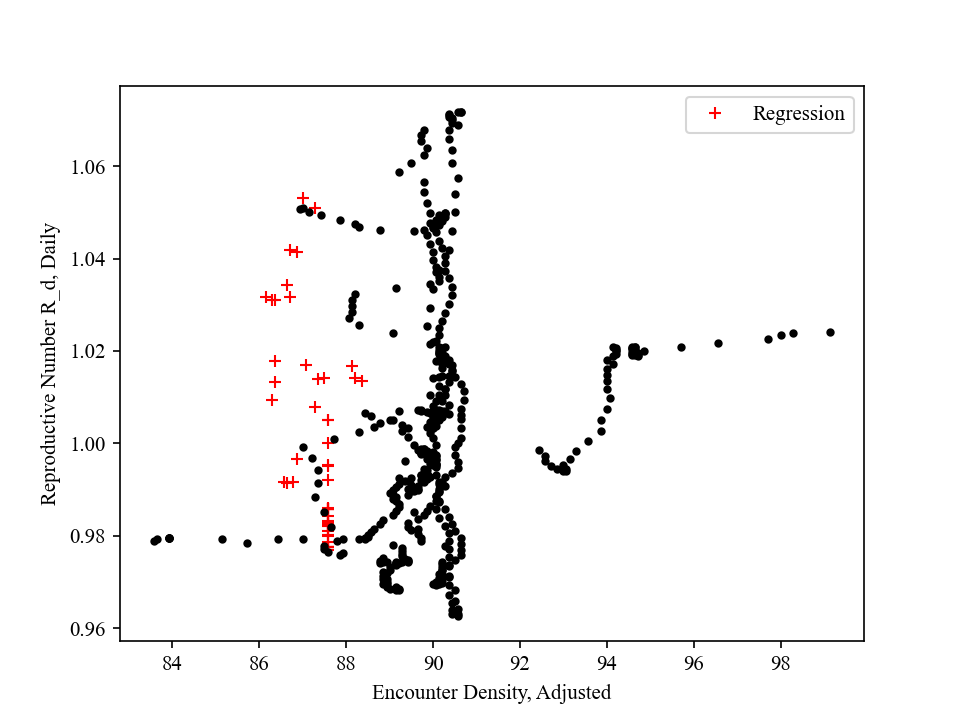 Regression
1.06
1.04
1.02
1.00
0.98
0.96
Reproductive Number R_d, Daily
84 86 88 90 92 94 96 98
Encounter Density, Adjusted